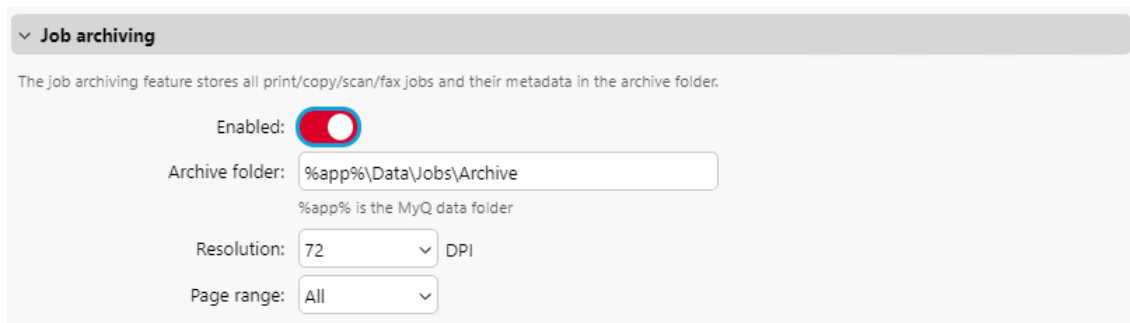 Job archiving
The job archiving feature stores all print/copy/scan/fax jobs and their metadata in the archive folder.
Enabled:
Archive folder: %app%\Data\Jobs\Archive
%app% is the MyQ data folder
Resolution: 72 DPI
Page range: All